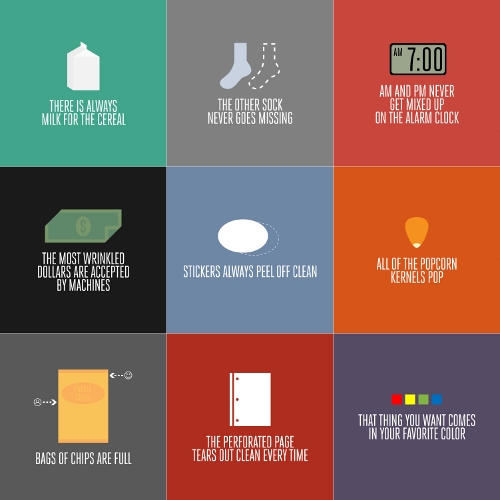 THERE IS ALWAYS
MILK FOR THE CEREAL
THE OTHER SOCK
NEVER GOES MISSING
AM 7:00
AM AND PM NEVER
GET MIXED UP
ON THE ALARM CLOCK
THE MOST WRINKLED
DOLLARS ARE ACCEPTED
BY MACHINES
STICKERS ALWAYS PEEL OFF CLEAN
ALL OF THE POPCORN
KERNELS POP
BAGS OF CHIPS ARE FULL
THE PERFORATED PAGE
TEARS OUT CLEAN EVERY TIME
THAT THING YOU WANT COMES
IN YOUR FAVORITE COLOR